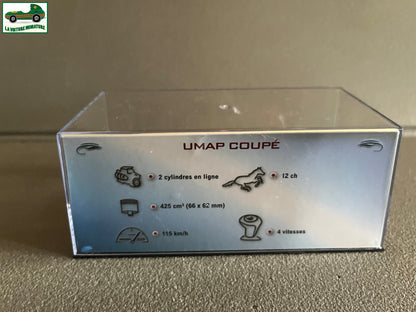 LA VOITURE MINIATURE
UMAP COUPÉ
2 cylindres en ligne
12 ch
425 cm³ (66 x 62 mm)
115 km/h
4 vitesses